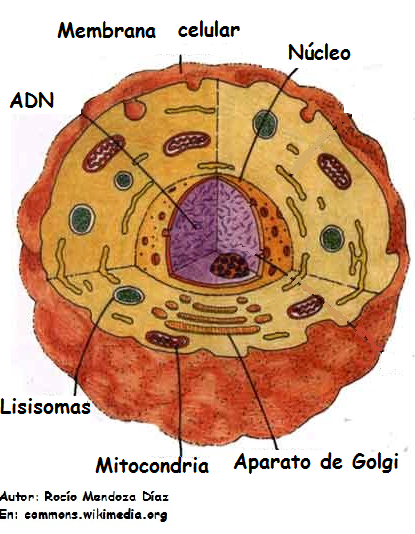 Membrana celular
Núcleo
ADN
Lisisomas
Mitocondria
Aparato de Golgi
Autor: Rocío Mendoza Díaz
En: commons.wikimedia.org